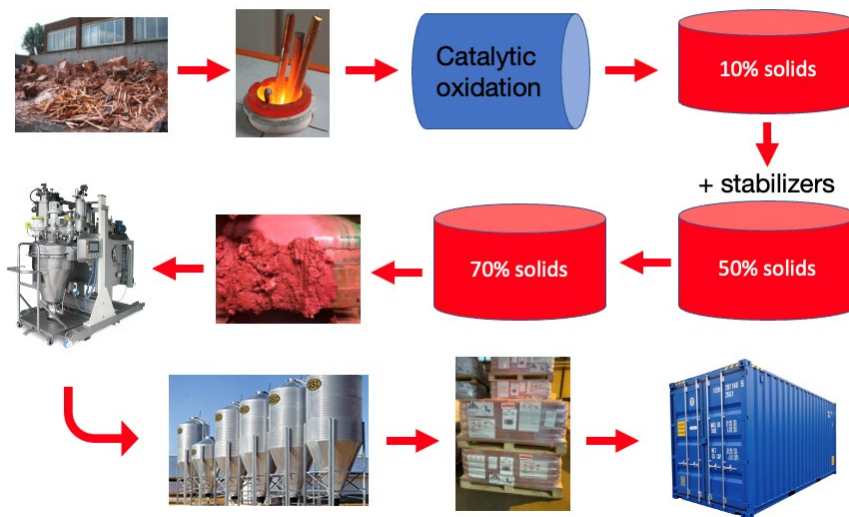 Catalytic
oxidation
10% solids
+ stabilizers
70% solids
50% solids